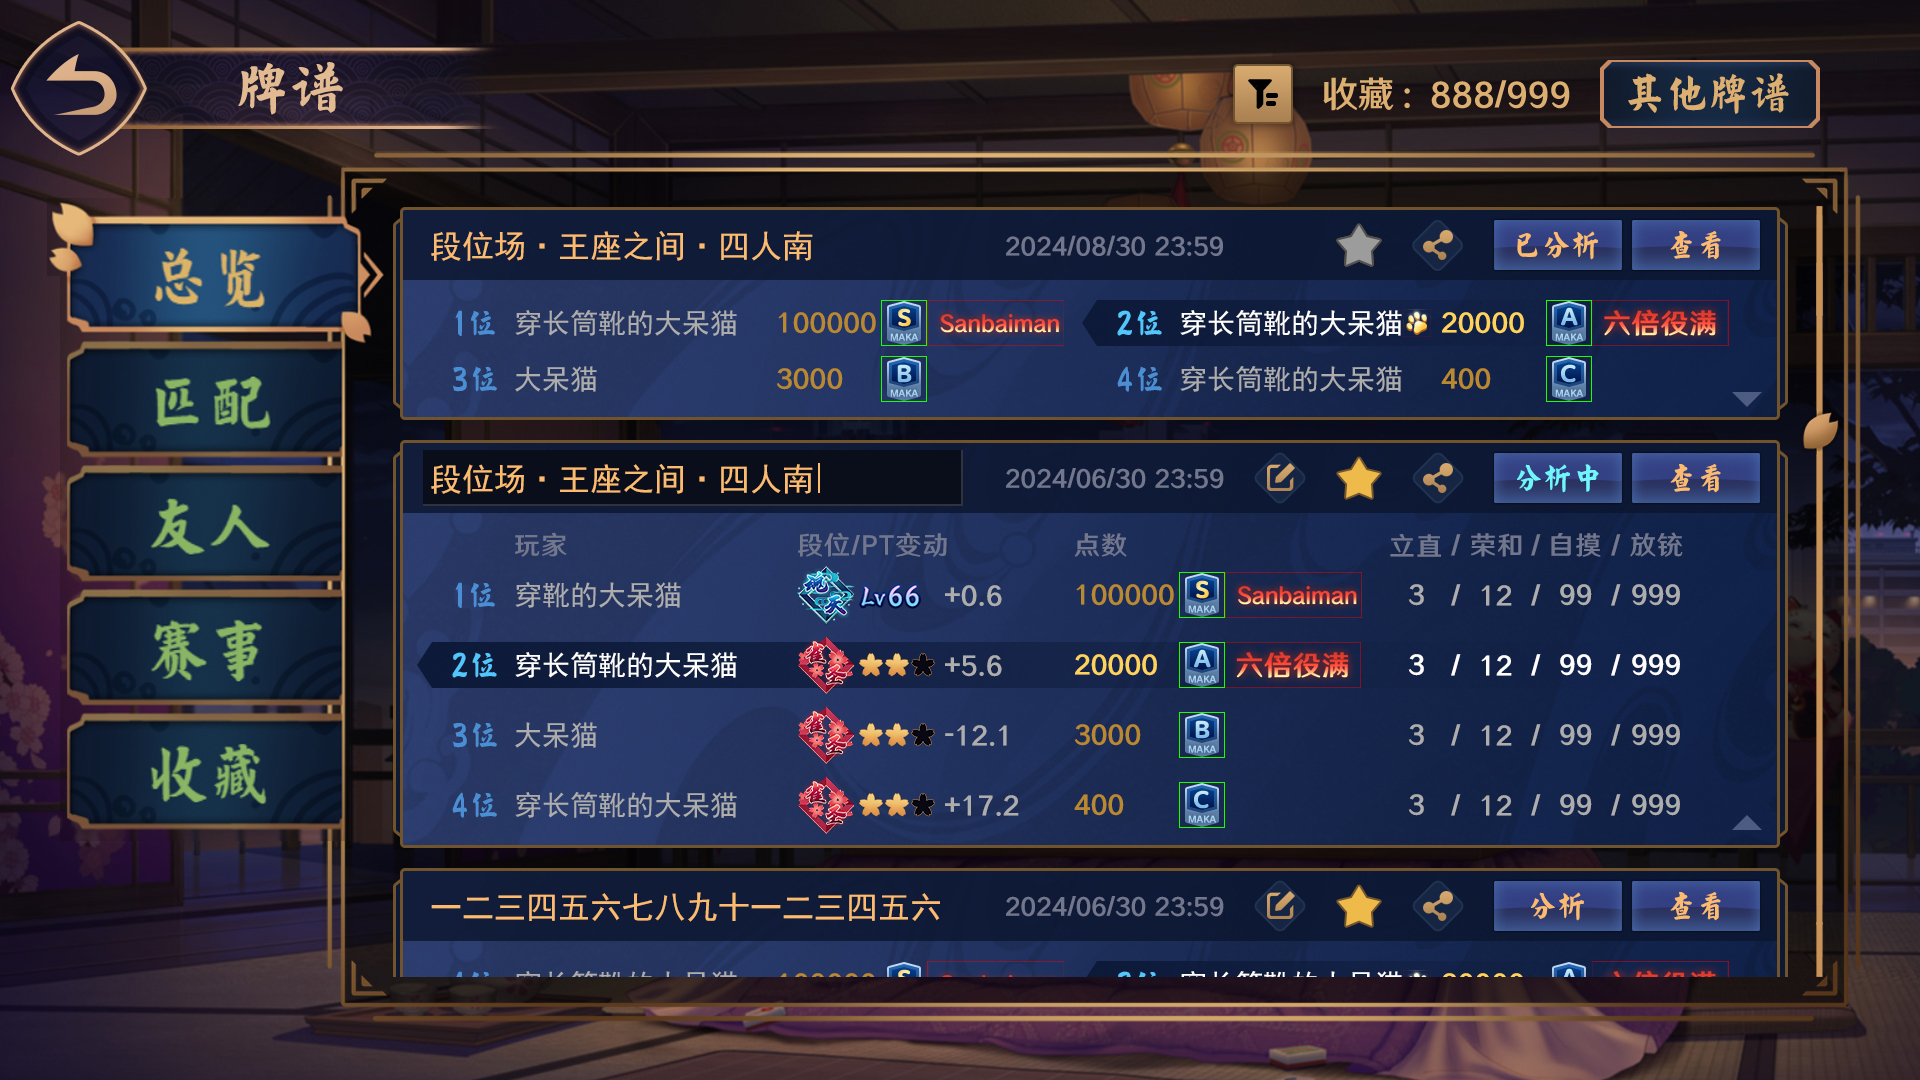 牌谱
收藏：888/999
其他牌谱
总览
匹配
友人
赛事
收藏
段位场·王座之间·四人南 2024/08/30 23:59 已分析 查看
1位 穿长筒靴的大呆猫 100000 S MAKA Sanbaiman 2位 穿长筒靴的大呆猫 20000 A MAKA 六倍役满
3位 大呆猫 3000 B MAKA 4位 穿长筒靴的大呆猫 400 C MAKA
段位场·王座之间·四人南 2024/06/30 23:59 分析中 查看
玩家 段位/PT变动 点数 立直 / 荣和 / 自摸 / 放铳
1位 穿靴的大呆猫 魂天 Lv66 +0.6 100000 S MAKA Sanbaiman 3 / 12 / 99 / 999
2位 穿长筒靴的大呆猫 雀圣 +5.6 20000 A MAKA 六倍役满 3 / 12 / 99 / 999
3位 大呆猫 雀圣 -12.1 3000 B MAKA 3 / 12 / 99 / 999
4位 穿长筒靴的大呆猫 雀圣 +17.2 400 C MAKA 3 / 12 / 99 / 999
一二三四五六七八九十一二三四五六 2024/06/30 23:59 分析 查看